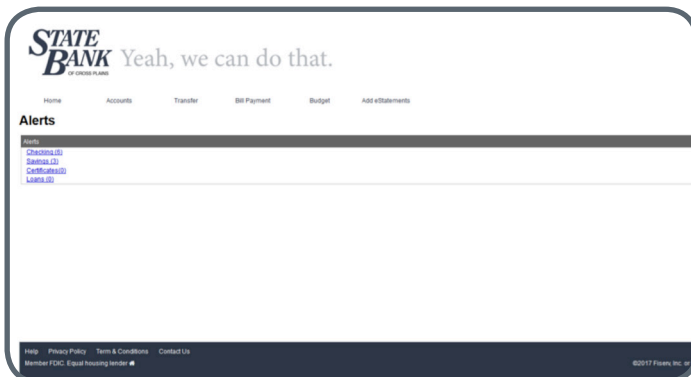 STATE
BANK Yeah, we can do that.
OF CROSS PLAINS
Home Accounts Transfer Bill Payment Budget Add eStatements
Alerts
Alerts
Checking (6)
Savings (3)
Certificates(0)
Loans (0)
Help Privacy Policy Term & Conditions Contact Us
Member FDIC. Equal housing lender ©2017 Fiserv, Inc. or